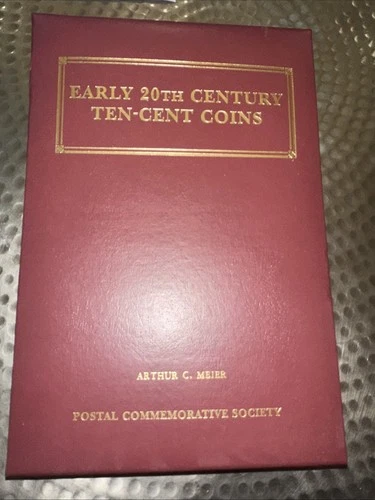 EARLY 20TH CENTURY
TEN-CENT COINS
ARTHUR C. MEIER
POSTAL COMMEMORATIVE SOCIETY